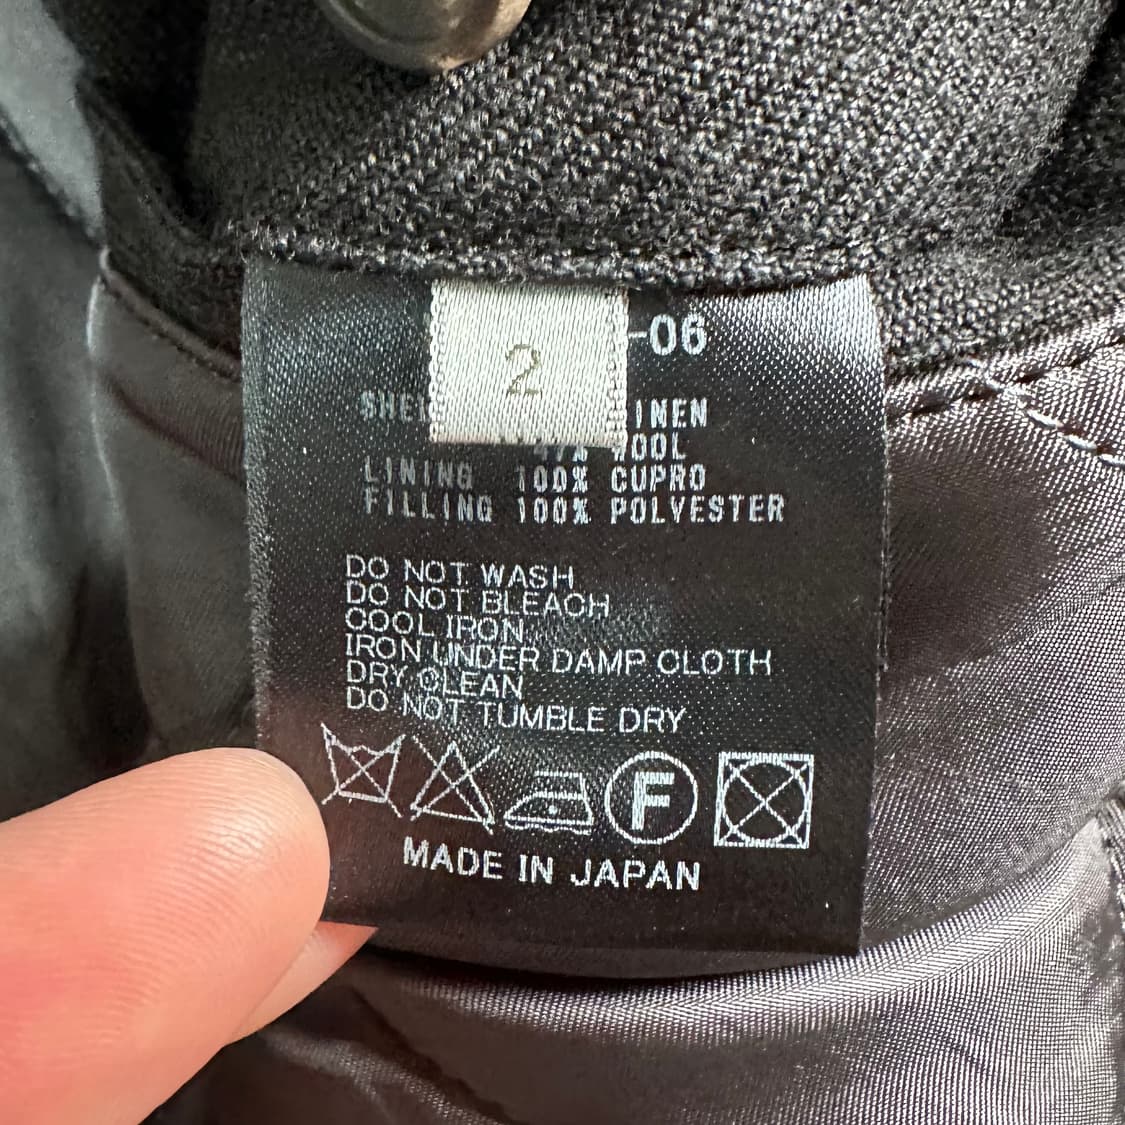 2
-06
LINING 100% CUPRO
FILLING 100% POLYESTER
DO NOT WASH
DO NOT BLEACH
COOL IRON
IRON UNDER DAMP CLOTH
DRY CLEAN
DO NOT TUMBLE DRY
F
MADE IN JAPAN